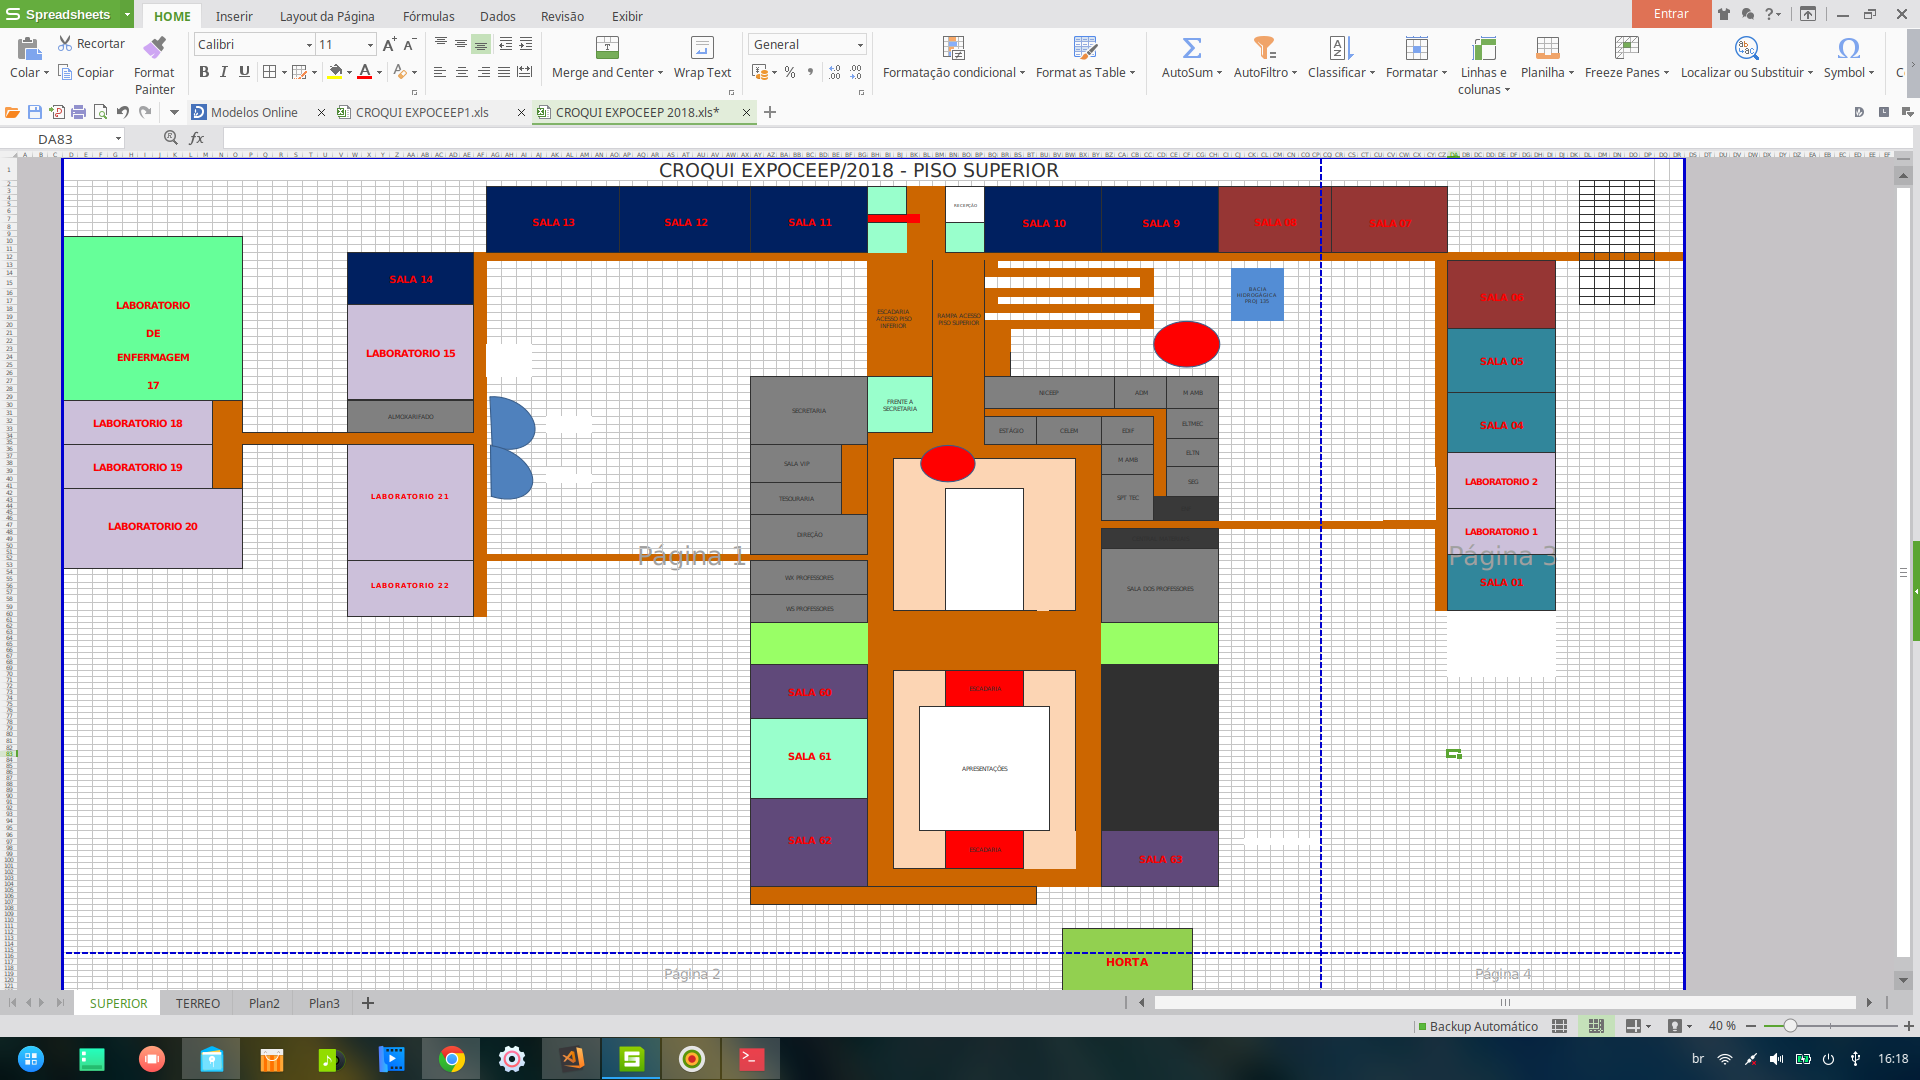 Spreadsheets
HOME
Inserir
Layout da Página
Fórmulas
Dados
Revisão
Exibir
Entrar
Colar
Recortar
Copiar
Format
Painter
Calibri
11
B I U
General
Merge and Center
Wrap Text
Formatação condicional
Format as Table
AutoSum
AutoFiltro
Classificar
Formatar
Linhas e
colunas
Planilha
Freeze Panes
Localizar ou Substituir
Symbol
Modelos Online
CROQUI EXPOCEEP1.xls
CROQUI EXPOCEEP 2018.xls*
DA83
fx
CROQUI EXPOCEEP/2018 - PISO SUPERIOR
SALA 13
SALA 12
SALA 11
RECEPÇÃO
SALA 10
SALA 9
SALA 08
SALA 07
LABORATORIO
DE
ENFERMAGEM
17
SALA 14
LABORATORIO 15
ALMOXARIFADO
LABORATORIO 18
LABORATORIO 19
LABORATORIO 20
LABORATORIO 21
LABORATORIO 22
ESCADARIA
ACESSO PISO
INFERIOR
RAMPA ACESSO
PISO SUPERIOR
BACIA
HIDROGÁGICA
PROJ 135
SALA 06
SALA 05
SALA 04
LABORATORIO 2
LABORATORIO 1
SALA 01
SECRETARIA
FRENTE A
SECRETARIA
NICEEP
ADM
M AMB
ESTÁGIO
CELEM
EDIF
ELTMEC
M AMB
ELTN
SEG
SPT TEC
SALA VIP
TESOURARIA
DIREÇÃO
WX PROFESSORES
WS PROFESSORES
SALA DOS PROFESSORES
Página 1
Página 3
SALA 60
SALA 61
SALA 62
SALA 63
ESCADARIA
APRESENTAÇÕES
ESCADARIA
HORTA
Página 2
Página 4
SUPERIOR
TERREO
Plan2
Plan3
Backup Automático
40 %
br
16:18